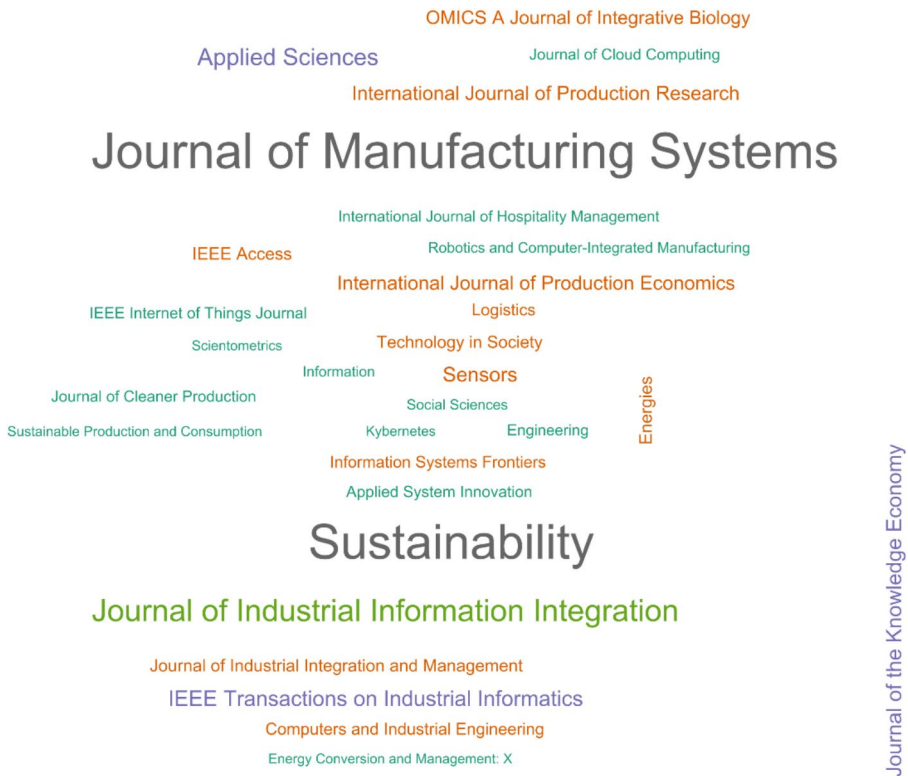 OMICS A Journal of Integrative Biology
Applied Sciences
Journal of Cloud Computing
International Journal of Production Research
Journal of Manufacturing Systems
International Journal of Hospitality Management
Robotics and Computer-Integrated Manufacturing
IEEE Access
International Journal of Production Economics
IEEE Internet of Things Journal
Logistics
Scientometrics
Technology in Society
Information
Sensors
Energies
Journal of Cleaner Production
Social Sciences
Sustainable Production and Consumption
Kybernetes
Engineering
Information Systems Frontiers
Applied System Innovation
Sustainability
Journal of the Knowledge Economy
Journal of Industrial Information Integration
Journal of Industrial Integration and Management
IEEE Transactions on Industrial Informatics
Computers and Industrial Engineering
Energy Conversion and Management: X